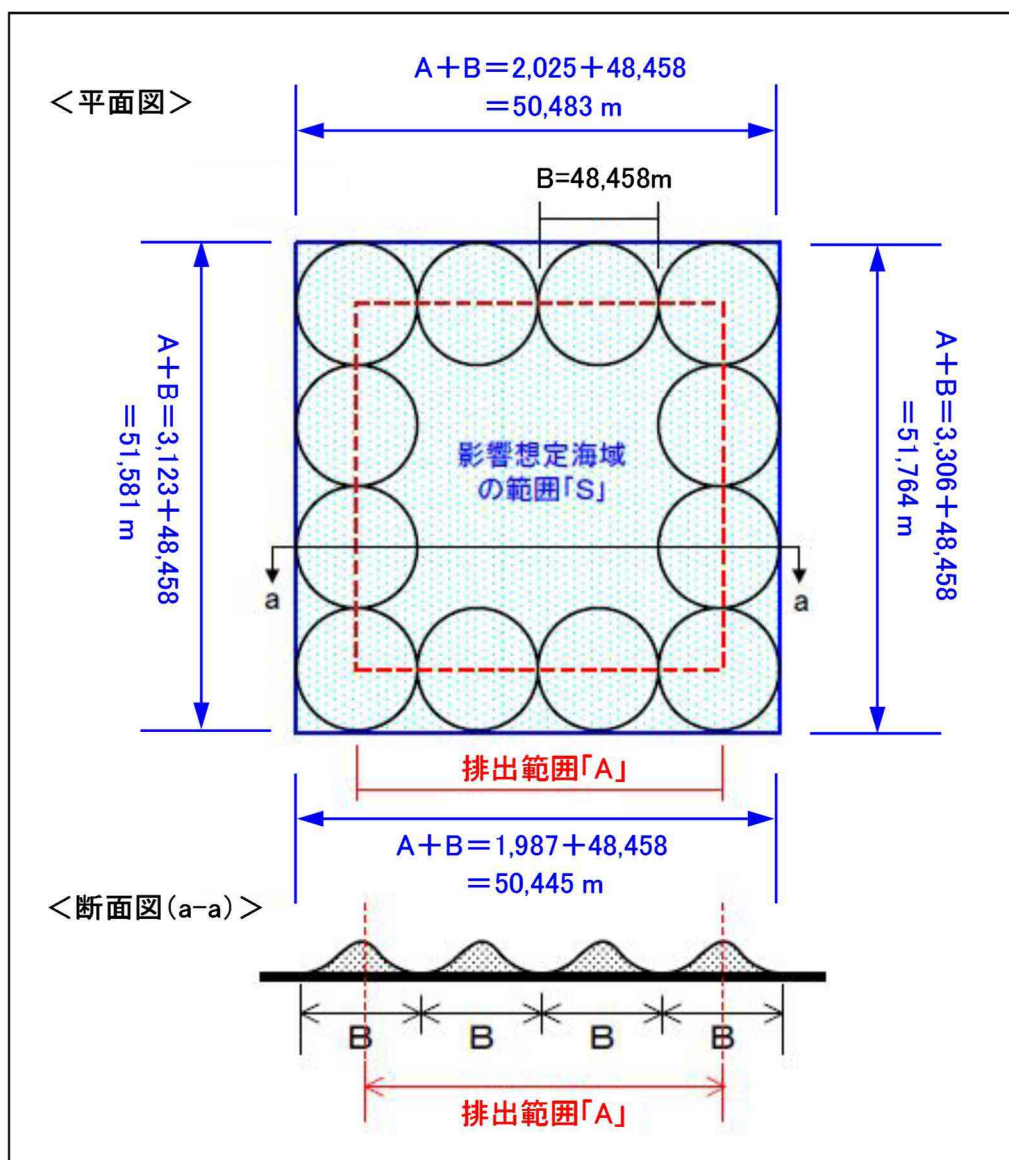 <平面図>
A+B=2,025+48,458
=50,483 m
B=48,458m
A+B=3,123+48,458
=51,581 m
影響想定海域
の範囲「S」
A+B=3,306+48,458
=51,764 m
a
a
排出範囲「A」
A+B=1,987+48,458
=50,445 m
<断面図(a-a)>
B
B
B
B
排出範囲「A」